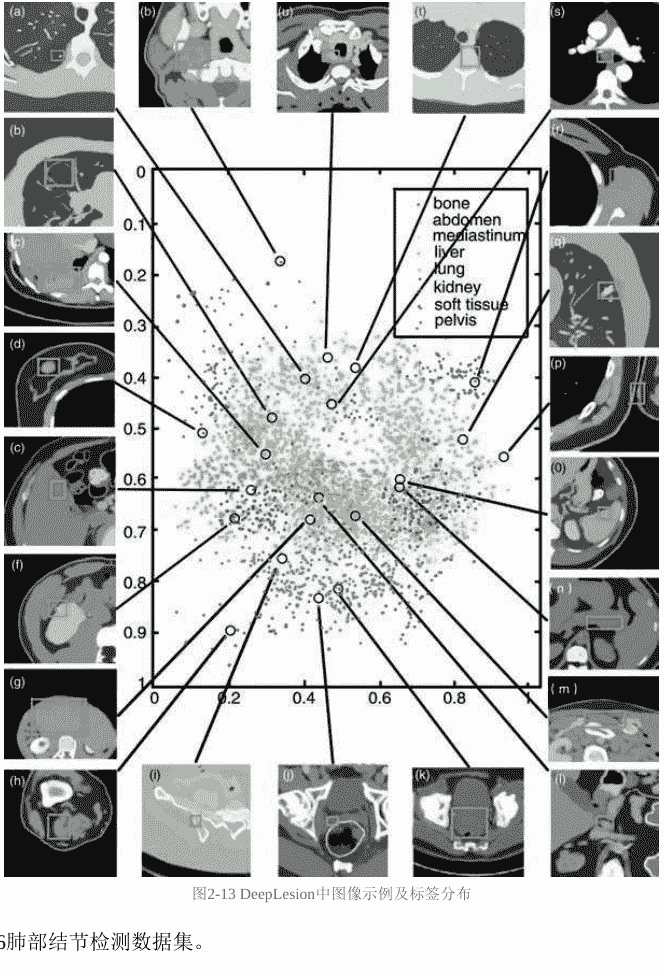 (a)
(b)
(u)
(t)
(s)
(b)
(r)
(c)
(q)
(d)
(p)
(c)
(0)
(f)
(n)
(g)
(m)
(h)
(i)
(j)
(k)
(l)
0
0.1
0.2
0.3
0.4
0.5
0.6
0.7
0.8
0.9
1
bone
abdomen
mediastinum
liver
lung
kidney
soft tissue
pelvis
0
0.2
0.4
0.6
0.8
1
图2-13 DeepLesion中图像示例及标签分布
6肺部结节检测数据集。